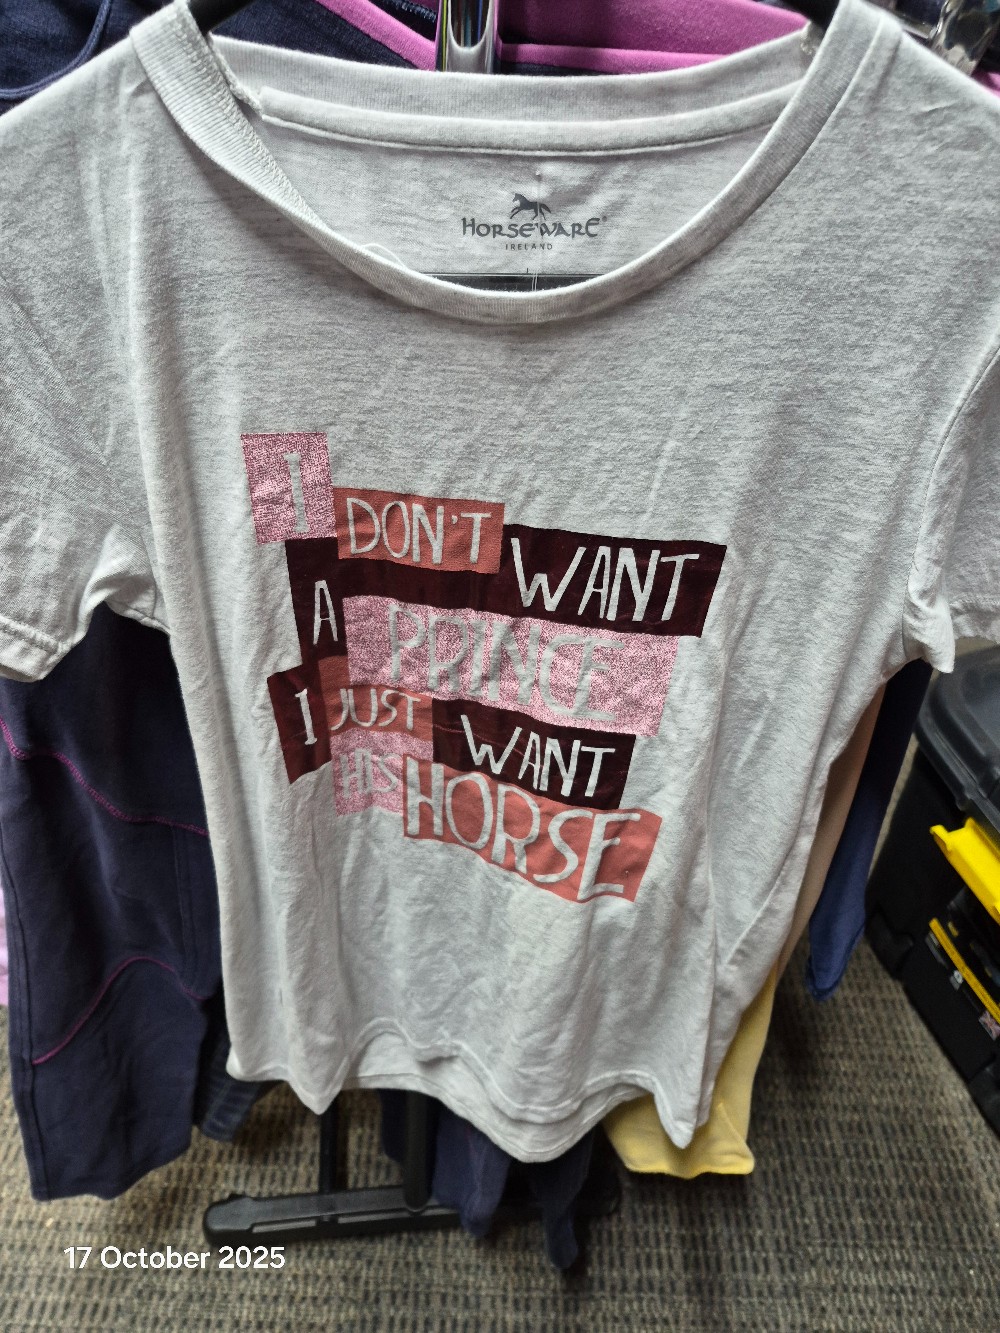 HORSEWARE®
IRELAND
I DON'T WANT
A PRINCE
I JUST WANT
HIS HORSE
17 October 2025